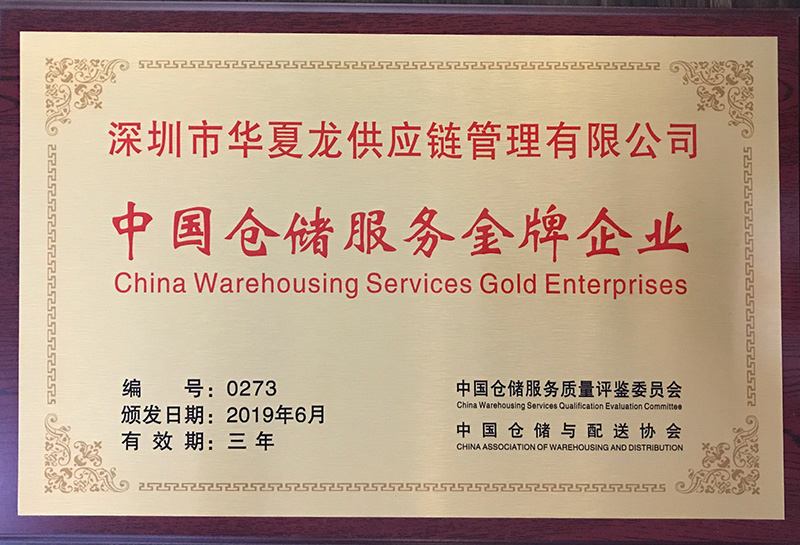 深圳市华夏龙供应链管理有限公司
中国仓储服务金牌企业
China Warehousing Services Gold Enterprises
编 号：0273
颁发日期：2019年6月
有效期：三年
中国仓储服务质量评鉴委员会
China Warehousing Services Qualification Evaluation Committee
中国仓储与配送协会
CHINA ASSOCIATION OF WAREHOUSING AND DISTRIBUTION